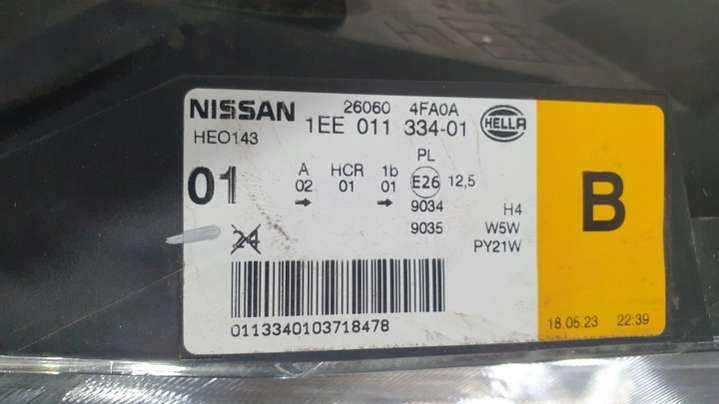 NISSAN 26060 4FA0A
HEO143 1EE 011 334-01 HELLA
PL
01 A HCR 1b E26 12,5
02 01 01
→ → 9034 H4
9035 W5W
24 PY21W
B
0113340103718478
18.05.23 22:39